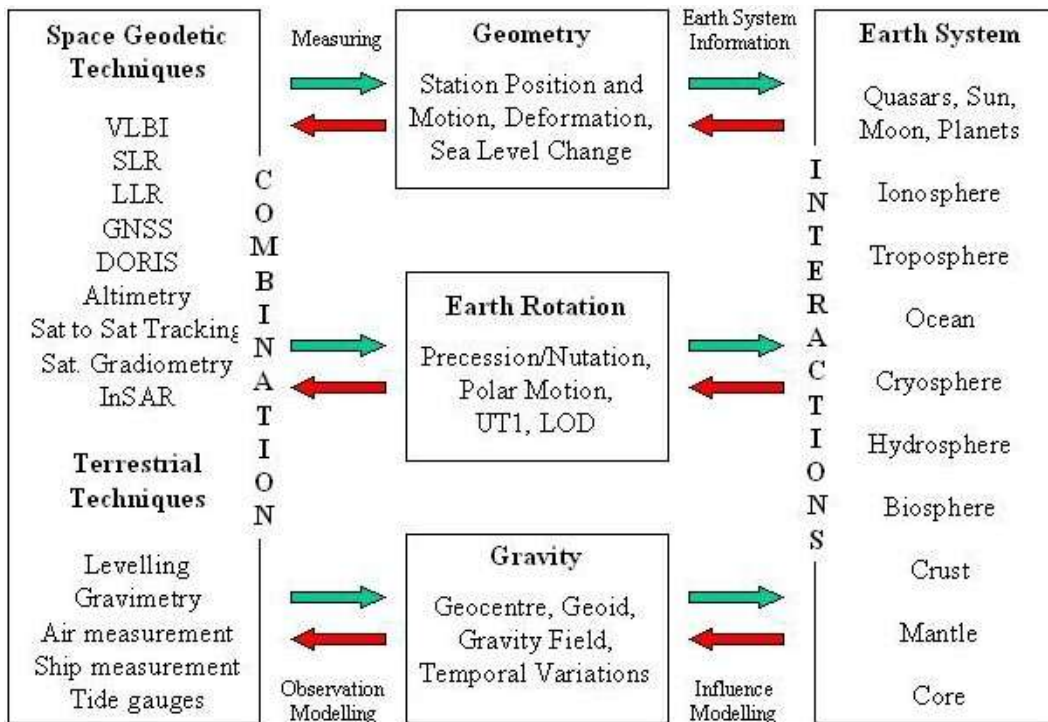 Space Geodetic
Techniques
VLBI
SLR
LLR
GNSS
DORIS
Altimetry
Sat to Sat Tracking
Sat. Gradiometry
InSAR
Terrestrial
Techniques
Levelling
Gravimetry
Air measurement
Ship measurement
Tide gauges
COMBINATION
Measuring
Observation
Modelling
Geometry
Station Position and
Motion, Deformation,
Sea Level Change
Earth Rotation
Precession/Nutation,
Polar Motion,
UT1, LOD
Gravity
Geocentre, Geoid,
Gravity Field,
Temporal Variations
Earth System
Information
Influence
Modelling
INTERACTIONS
Earth System
Quasars, Sun,
Moon, Planets
Ionosphere
Troposphere
Ocean
Cryosphere
Hydrosphere
Biosphere
Crust
Mantle
Core